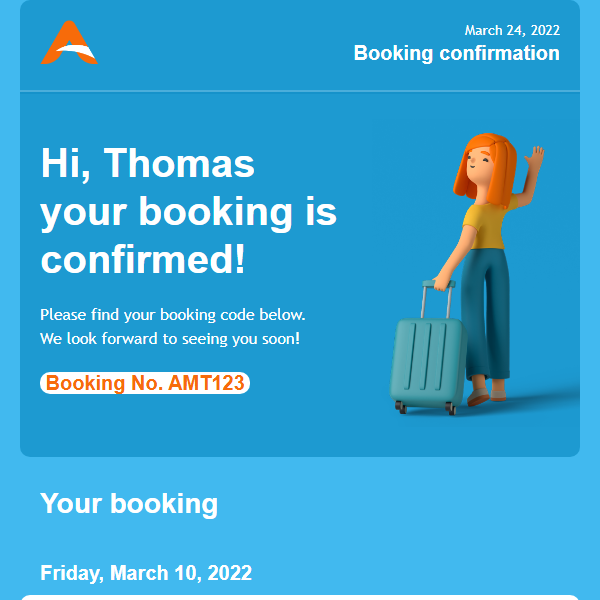 March 24, 2022
Booking confirmation
Hi, Thomas
your booking is
confirmed!
Please find your booking code below.
We look forward to seeing you soon!
Booking No. AMT123
Your booking
Friday, March 10, 2022